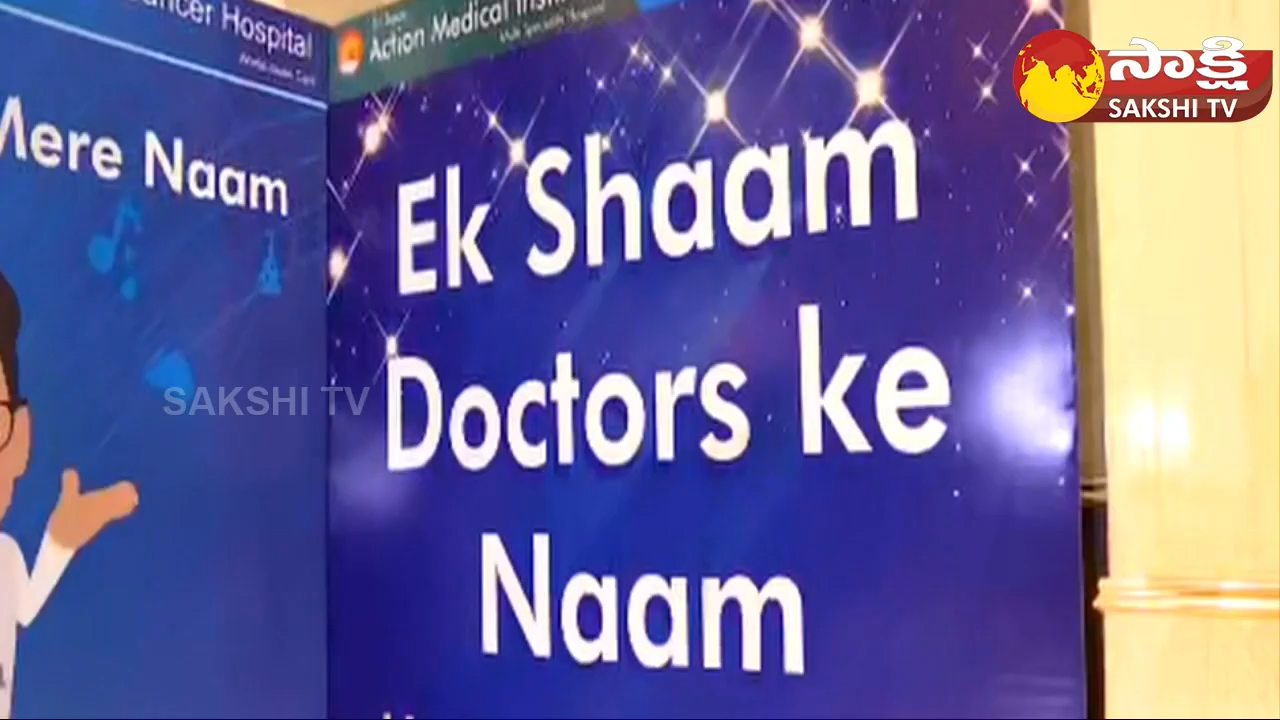 Cancer Hospital
Mere Naam
Action Medical
Ek Shaam
Doctors ke
Naam
సాక్షి
SAKSHI TV
SAKSHI TV